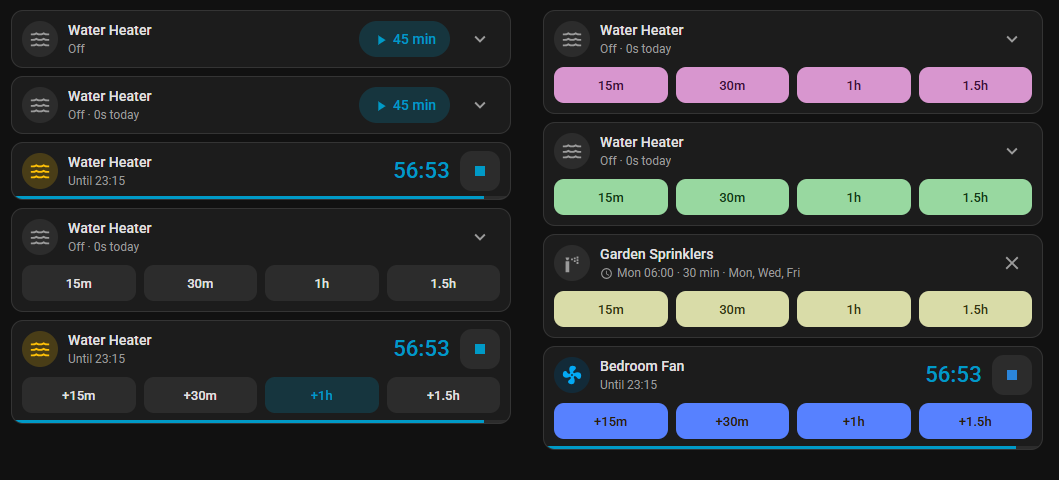 Water Heater
Off
45 min
Water Heater
Off · 0s today
45 min
Water Heater
Until 23:15
56:53
Water Heater
Off · 0s today
15m 30m 1h 1.5h
Water Heater
Until 23:15
56:53
+15m +30m +1h +1.5h
Water Heater
Off · 0s today
15m 30m 1h 1.5h
Water Heater
Off · 0s today
15m 30m 1h 1.5h
Garden Sprinklers
Mon 06:00 · 30 min · Mon, Wed, Fri
15m 30m 1h 1.5h
Bedroom Fan
Until 23:15
56:53
+15m +30m +1h +1.5h